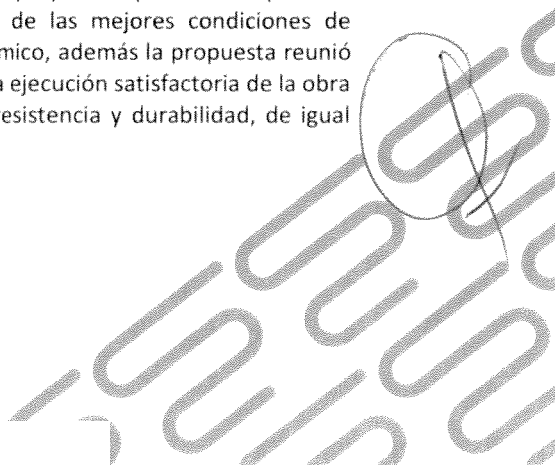 de las mejores condiciones de
mico, además la propuesta reunió
a ejecución satisfactoria de la obra
esistencia y durabilidad, de igual